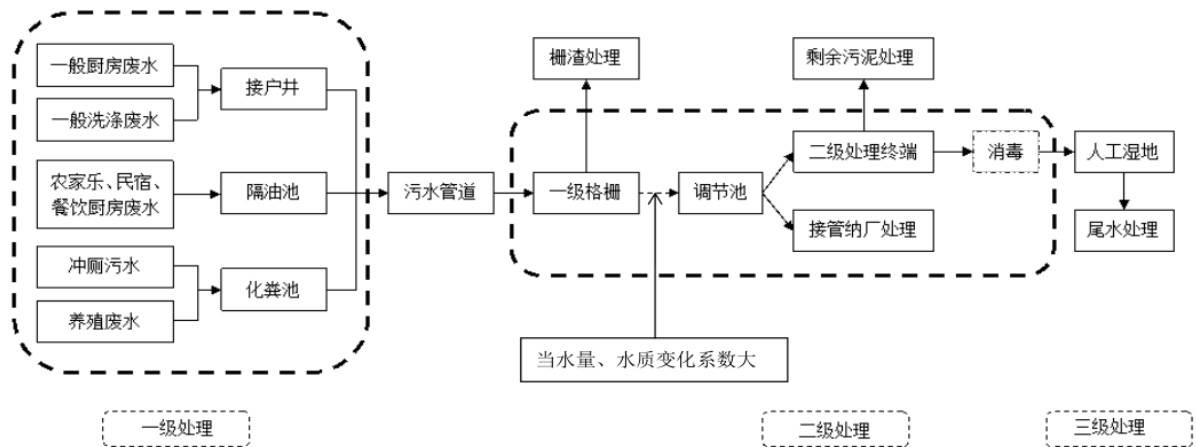 一般厨房废水
一般洗涤废水
接户井
农家乐、民宿、
餐饮厨房废水
隔油池
冲厕污水
养殖废水
化粪池
污水管道
栅渣处理
一级格栅
调节池
当水量、水质变化系数大
剩余污泥处理
二级处理终端
接管纳厂处理
消毒
人工湿地
尾水处理
一级处理
二级处理
三级处理